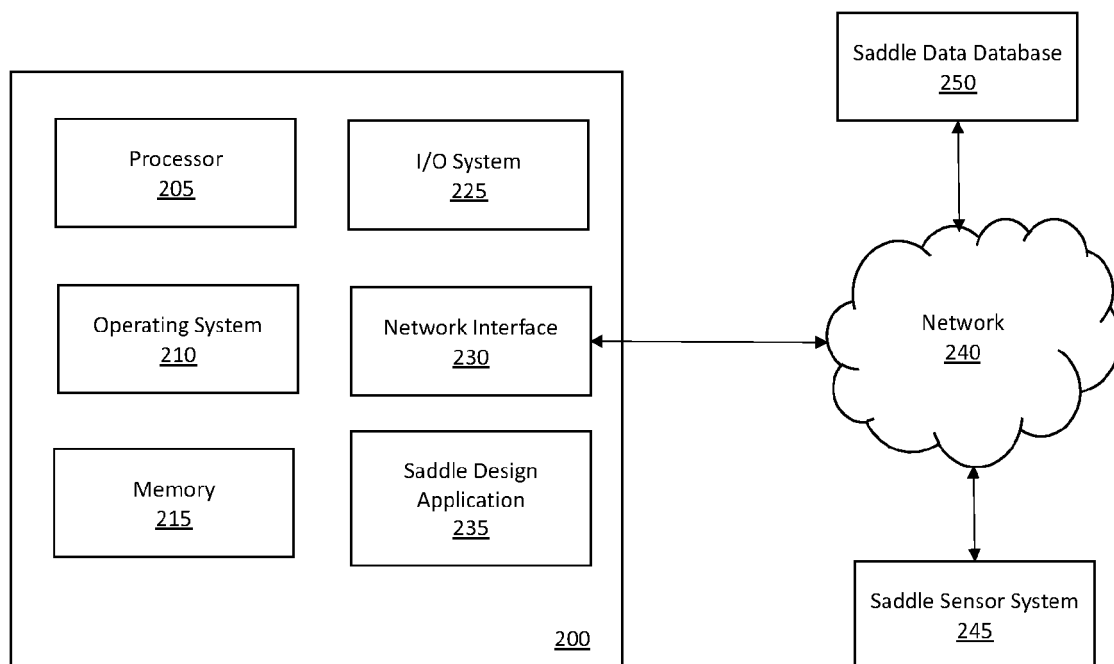 Saddle Data Database
250
Processor
205
I/O System
225
Operating System
210
Network Interface
230
Network
240
Memory
215
Saddle Design
Application
235
Saddle Sensor System
245
200